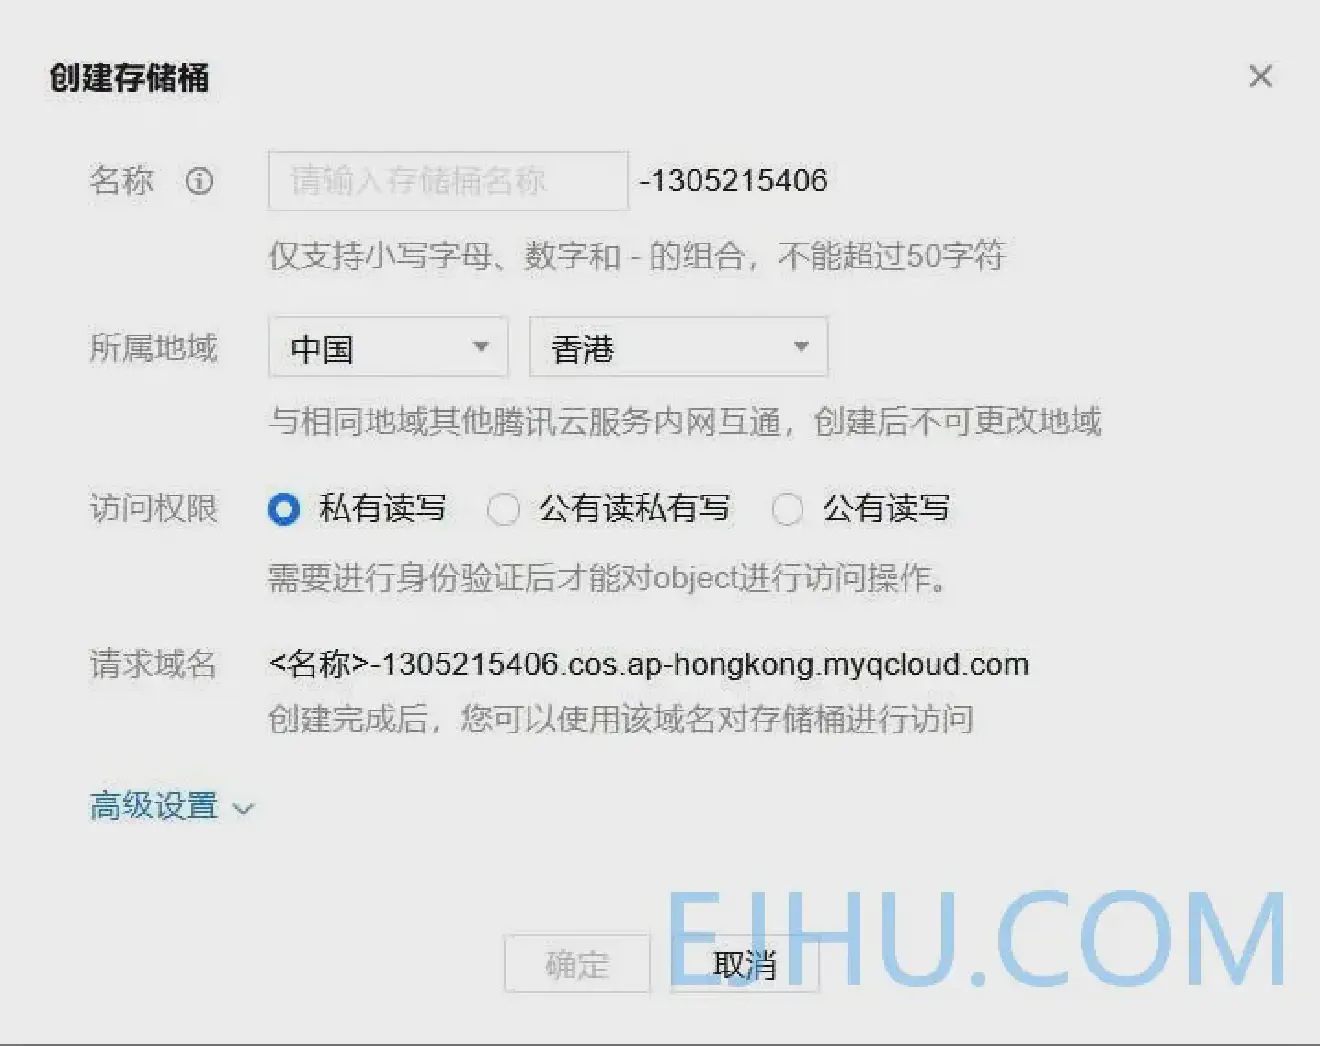 创建存储桶
名称 请输入存储桶名称 -1305215406
仅支持小写字母、数字和 - 的组合，不能超过50字符
所属地域 中国 香港
与相同地域其他腾讯云服务内网互通，创建后不可更改地域
访问权限 私有读写 公有读私有写 公有读写
需要进行身份验证后才能对object进行访问操作。
请求域名 <名称>-1305215406.cos.ap-hongkong.myqcloud.com
创建完成后，您可以使用该域名对存储桶进行访问
高级设置
确定 取消
EJHU.COM